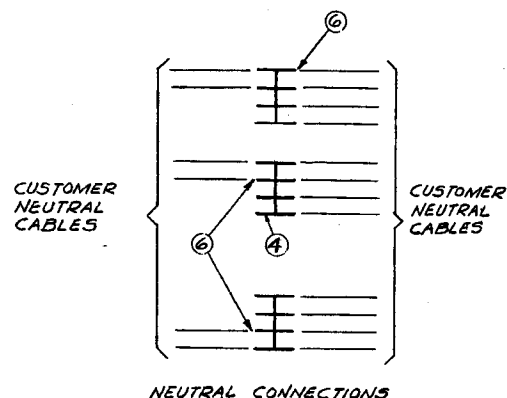 6
CUSTOMER
NEUTRAL
CABLES
CUSTOMER
NEUTRAL
CABLES
6
4
NEUTRAL CONNECTIONS